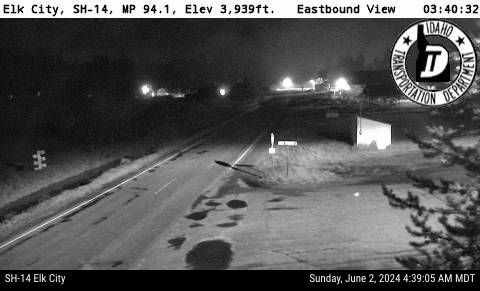 Elk City, SH-14, MP 94.1, Elev 3,939ft. Eastbound View 03:40:32
IDAHO
TRANSPORTATION DEPARTMENT
SH-14 Elk City Sunday, June 2, 2024 4:39:05 AM MDT